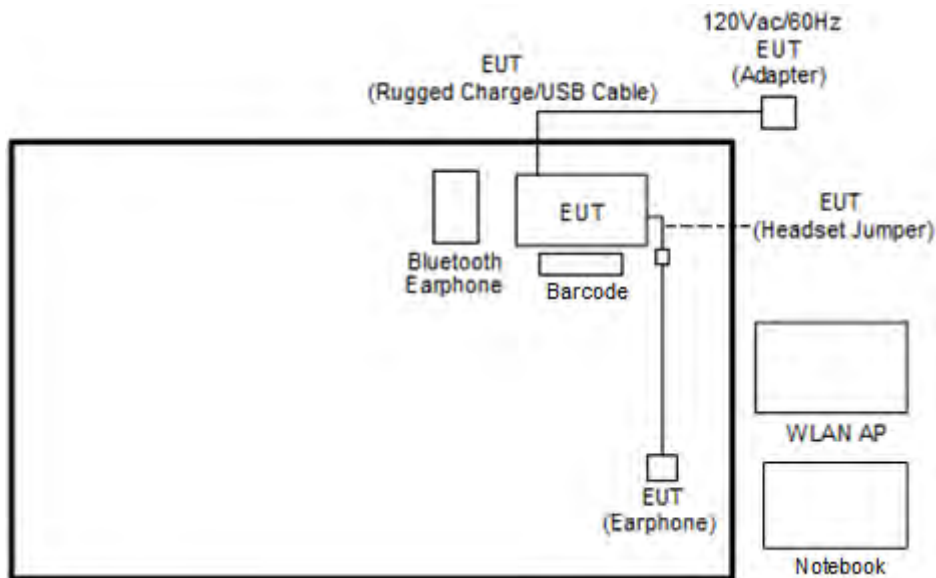 120Vac/60Hz
EUT
(Adapter)
EUT
(Rugged Charge/USB Cable)
EUT
EUT
(Headset Jumper)
Bluetooth
Earphone
Barcode
WLAN AP
EUT
(Earphone)
Notebook